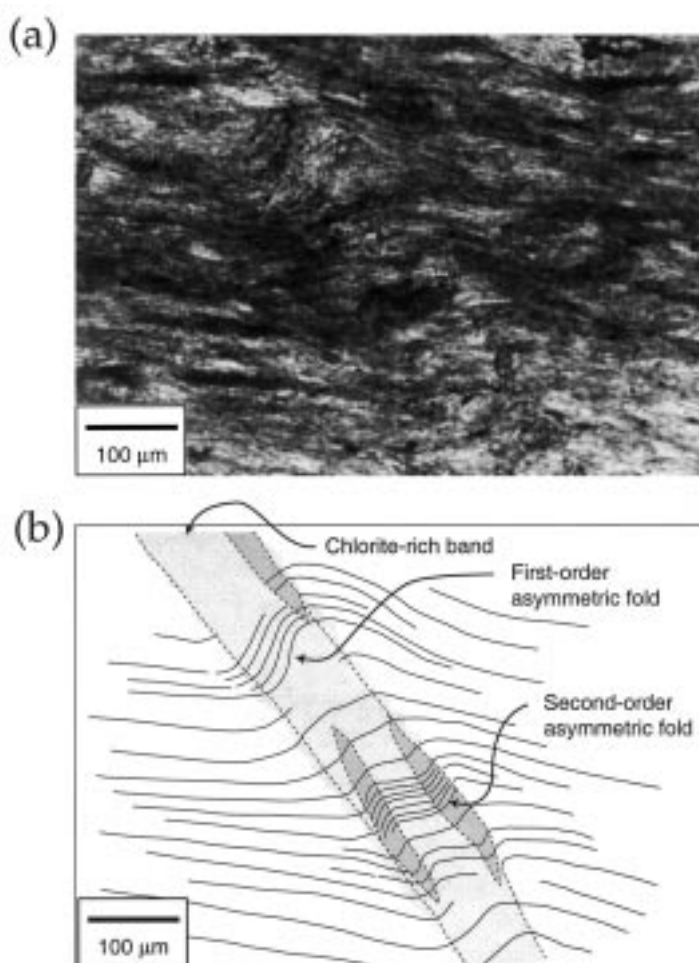 (a)
100 µm
(b)
Chlorite-rich band
First-order
asymmetric fold
Second-order
asymmetric fold
100 µm